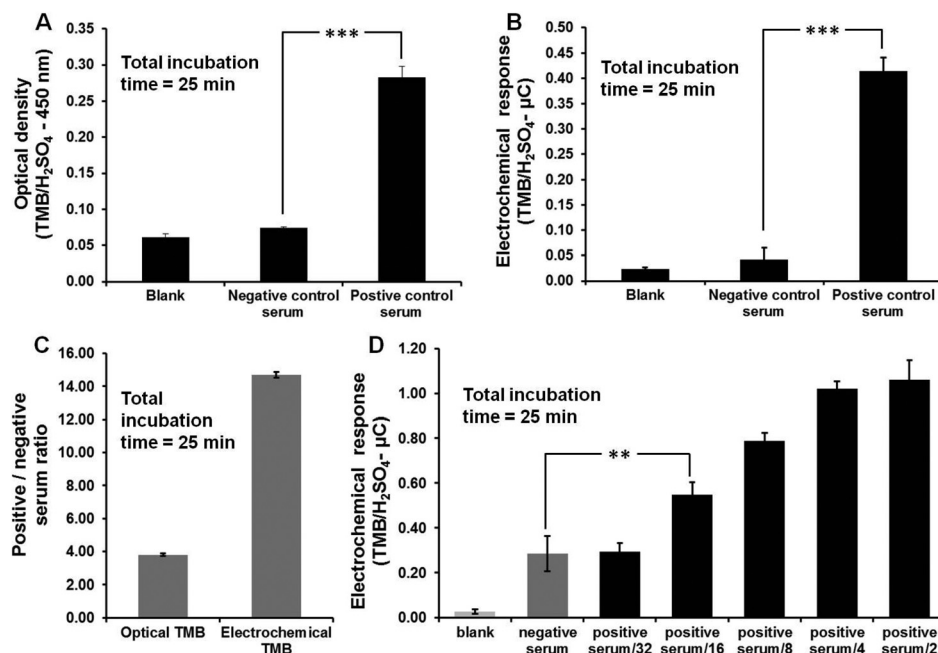 A
Optical density
(TMB/H₂SO₄ - 450 nm)
0.35
0.30
0.25
0.20
0.15
0.10
0.05
0.00
Total incubation
time = 25 min
***
Blank
Negative control
serum
Postive control
serum
B
Electrochemical response
(TMB/H₂SO₄- µC)
0.50
0.45
0.40
0.35
0.30
0.25
0.20
0.15
0.10
0.05
0.00
Total incubation
time = 25 min
***
Blank
Negative control
serum
Postive control
serum
C
Positive / negative
serum ratio
16.00
14.00
12.00
10.00
8.00
6.00
4.00
2.00
0.00
Total
incubation
time = 25 min
Optical TMB
Electrochemical
TMB
D
Electrochemical response
(TMB/H₂SO₄- µC)
1.20
1.00
0.80
0.60
0.40
0.20
0.00
Total incubation
time = 25 min
**
blank
negative
serum
positive
serum/32
positive
serum/16
positive
serum/8
positive
serum/4
positive
serum/2